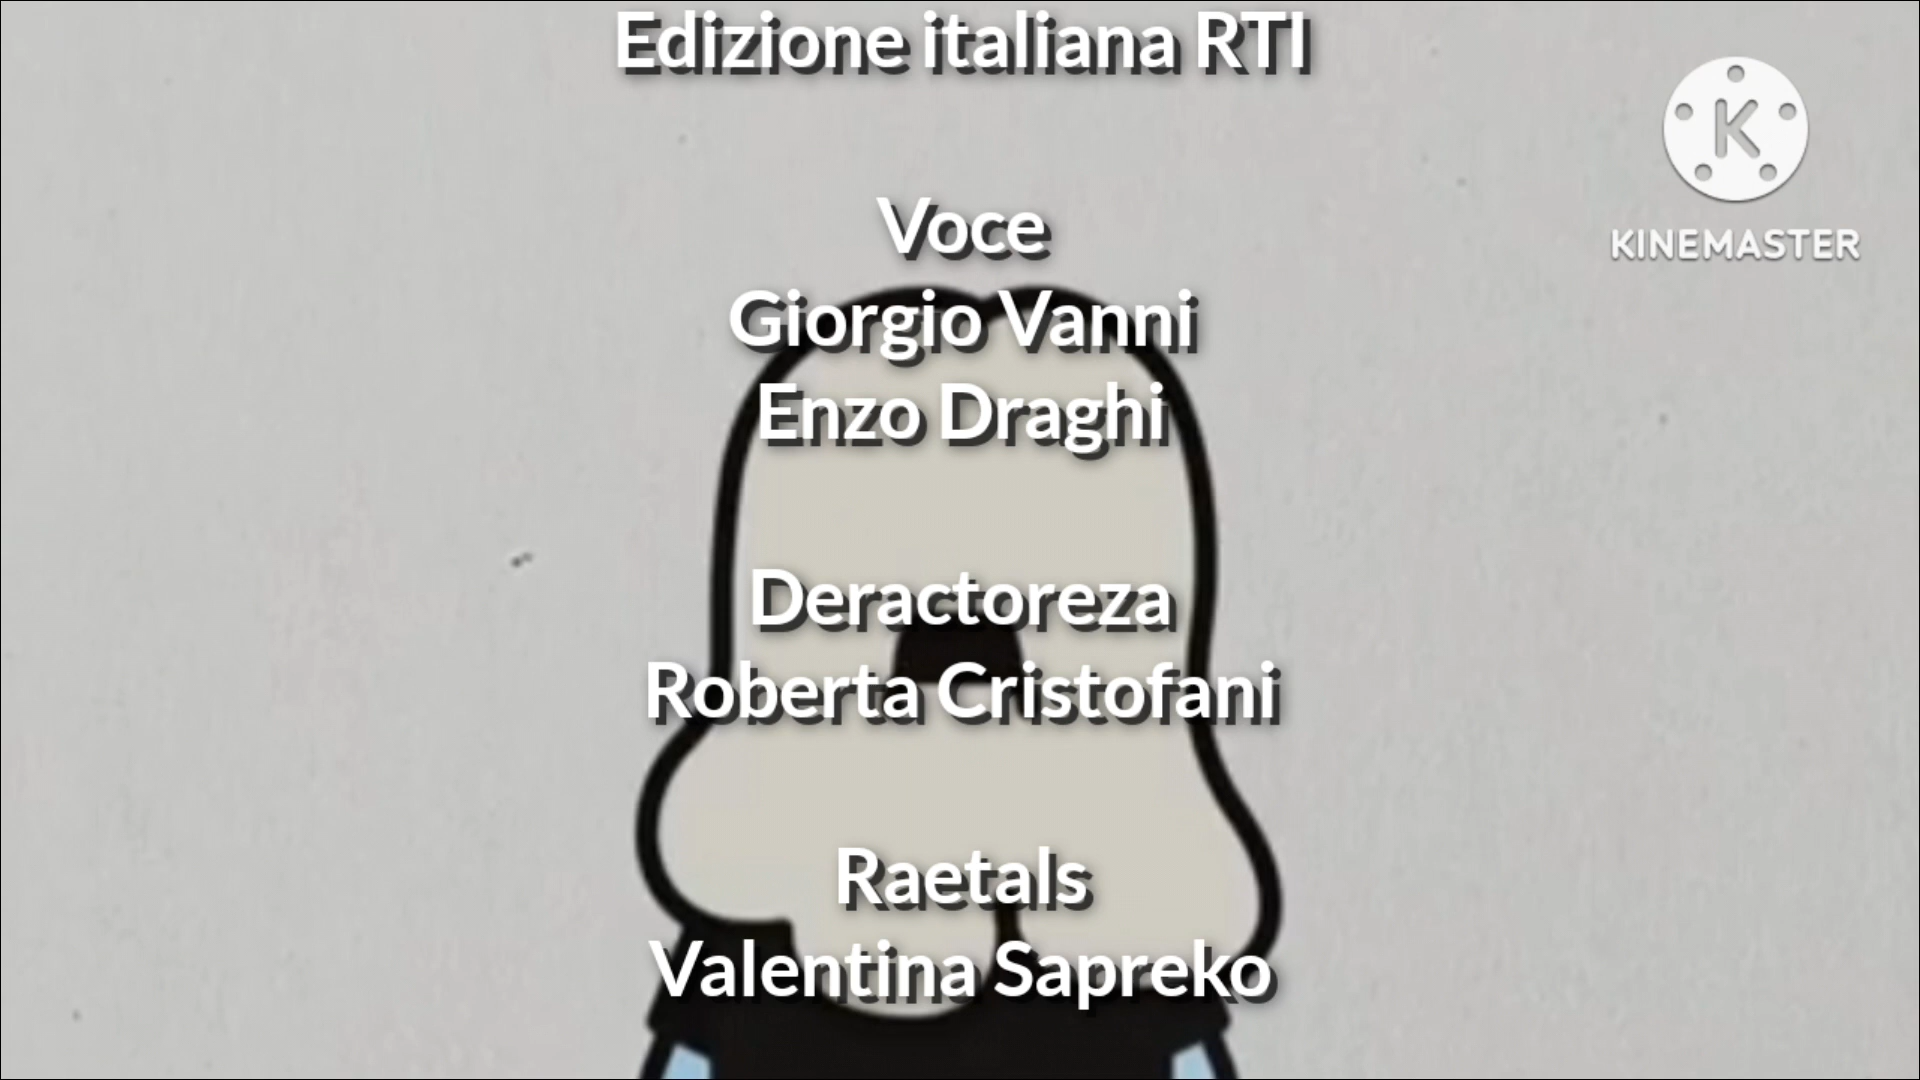 Edizione italiana RTI
K
KINEMASTER
Voce
Giorgio Vanni
Enzo Draghi
Deractoreza
Roberta Cristofani
Raetals
Valentina Sapreko